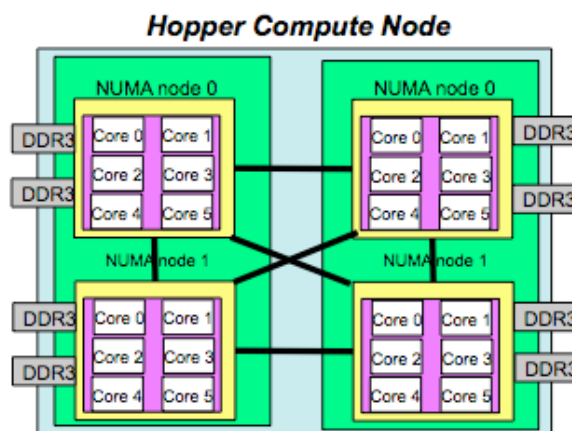 Hopper Compute Node
NUMA node 0 NUMA node 0
DDR3 Core 0 Core 1 Core 0 Core 1 DDR3
Core 2 Core 3 Core 2 Core 3
DDR3 Core 4 Core 5 Core 4 Core 5 DDR3
NUMA node 1 NUMA node 1
DDR3 Core 0 Core 1 Core 0 Core 1 DDR3
Core 2 Core 3 Core 2 Core 3
DDR3 Core 4 Core 5 Core 4 Core 5 DDR3